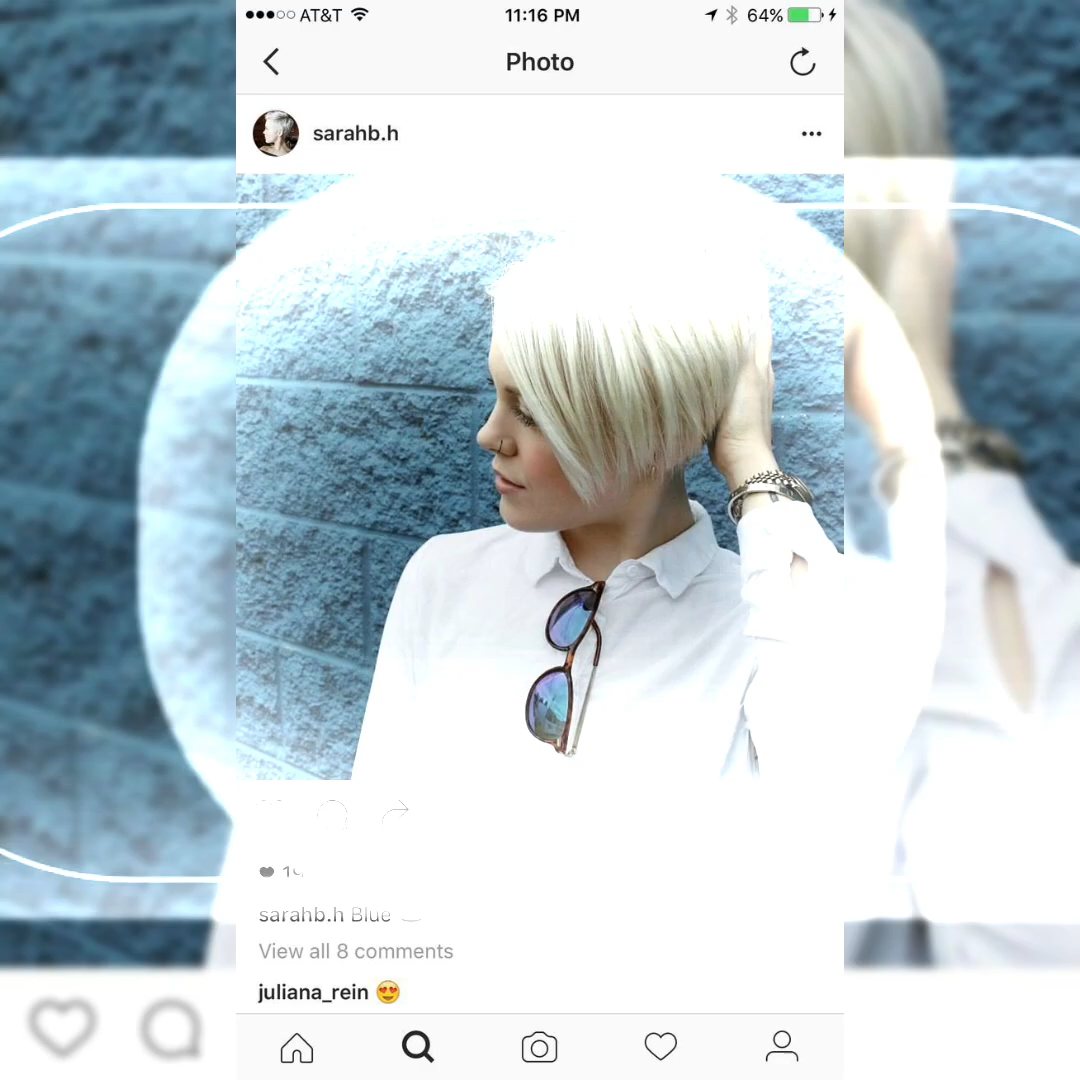 AT&T 11:16 PM 64%
Photo
sarahb.h
sarahb.h Blue
View all 8 comments
juliana_rein 😍